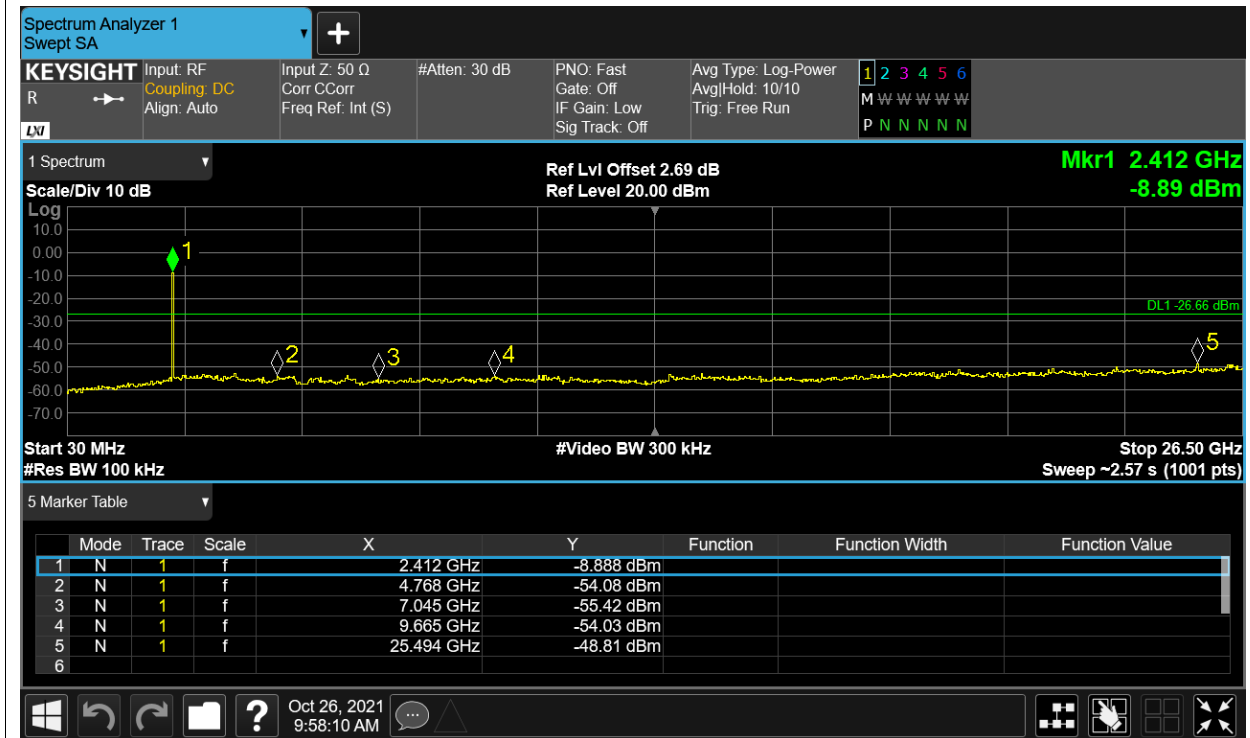 Spectrum Analyzer 1
Swept SA
+
KEYSIGHT Input: RF Input Z: 50 Ω #Atten: 30 dB PNO: Fast Avg Type: Log-Power 1 2 3 4 5 6
R Coupling: DC Corr CCorr Gate: Off Avg|Hold: 10/10 M W W W W W W
Align: Auto Freq Ref: Int (S) IF Gain: Low Trig: Free Run
LXI Sig Track: Off P N N N N N N
1 Spectrum Ref Lvl Offset 2.69 dB Mkr1 2.412 GHz
Scale/Div 10 dB Ref Level 20.00 dBm -8.89 dBm
Log
10.0
0.00 1
-10.0
-20.0
DL1 -26.66 dBm
-30.0
-40.0 2 3 4 5
-50.0
-60.0
-70.0
Start 30 MHz #Video BW 300 kHz Stop 26.50 GHz
#Res BW 100 kHz Sweep ~2.57 s (1001 pts)
5 Marker Table
Mode Trace Scale X Y Function Function Width Function Value
1 N 1 f 2.412 GHz -8.888 dBm
2 N 1 f 4.768 GHz -54.08 dBm
3 N 1 f 7.045 GHz -55.42 dBm
4 N 1 f 9.665 GHz -54.03 dBm
5 N 1 f 25.494 GHz -48.81 dBm
6
? Oct 26, 2021
9:58:10 AM